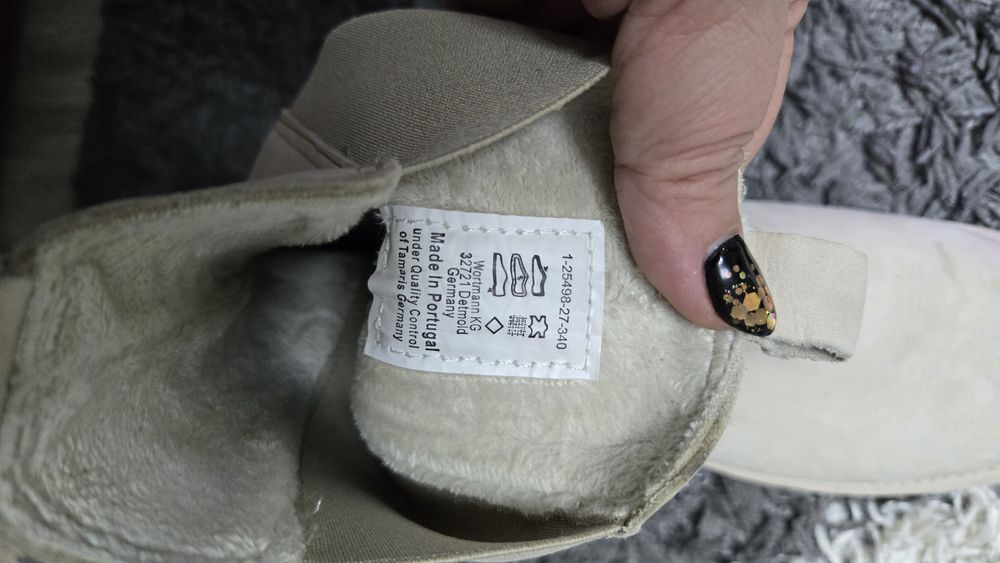 1-25498-27-340
Wortmann KG
32721 Detmold
Germany
Made In Portugal
under Quality Control
of Tamaris Germany